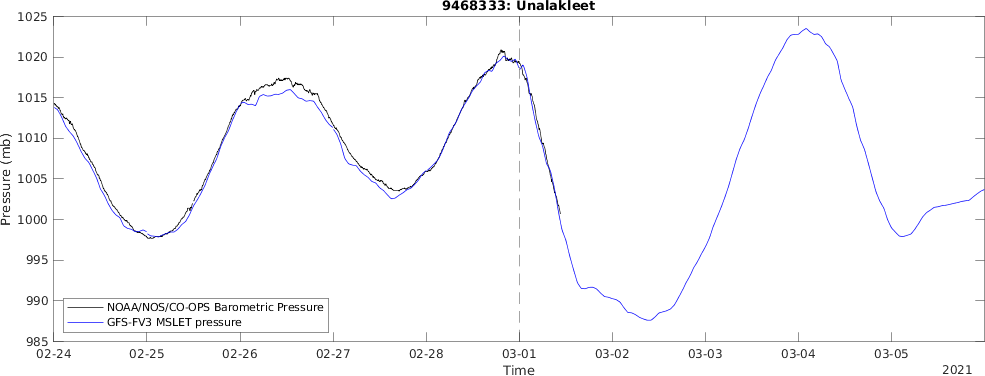 9468333: Unalakleet
Pressure (mb)
1025
1020
1015
1010
1005
1000
995
990
985
NOAA/NOS/CO-OPS Barometric Pressure
GFS-FV3 MSLET pressure
02-24 02-25 02-26 02-27 02-28 03-01 03-02 03-03 03-04 03-05
Time
2021